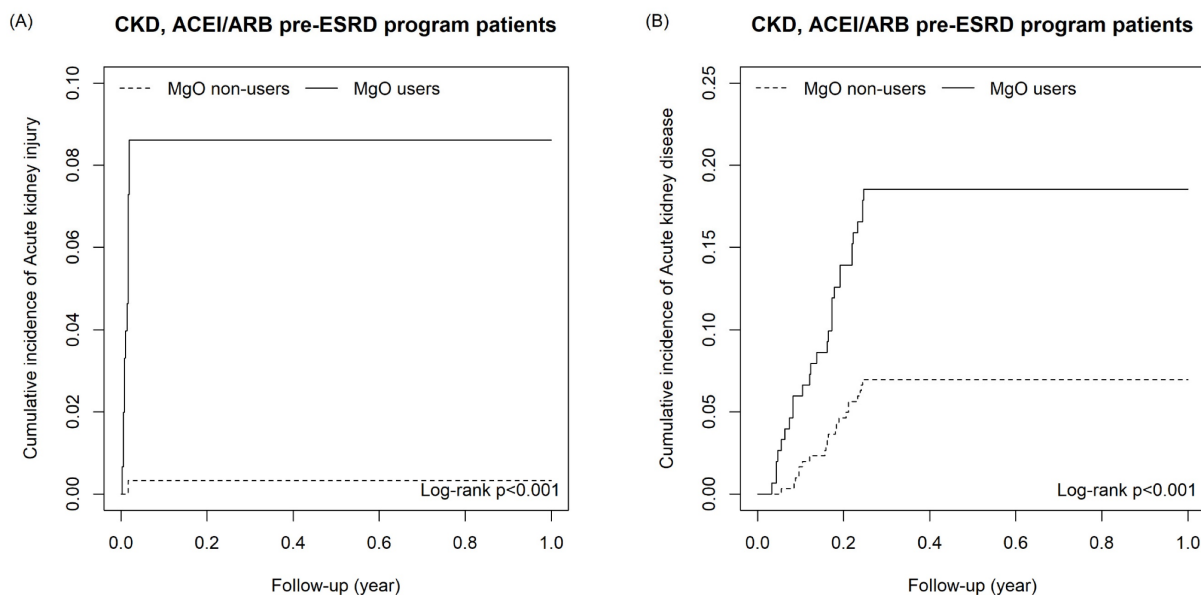 (A)
CKD, ACEI/ARB pre-ESRD program patients
MgO non-users
MgO users
Cumulative incidence of Acute kidney injury
0.10
0.08
0.06
0.04
0.02
0.00
Log-rank p<0.001
0.0 0.2 0.4 0.6 0.8 1.0
Follow-up (year)
(B)
CKD, ACEI/ARB pre-ESRD program patients
MgO non-users
MgO users
Cumulative incidence of Acute kidney disease
0.25
0.20
0.15
0.10
0.05
0.00
Log-rank p<0.001
0.0 0.2 0.4 0.6 0.8 1.0
Follow-up (year)